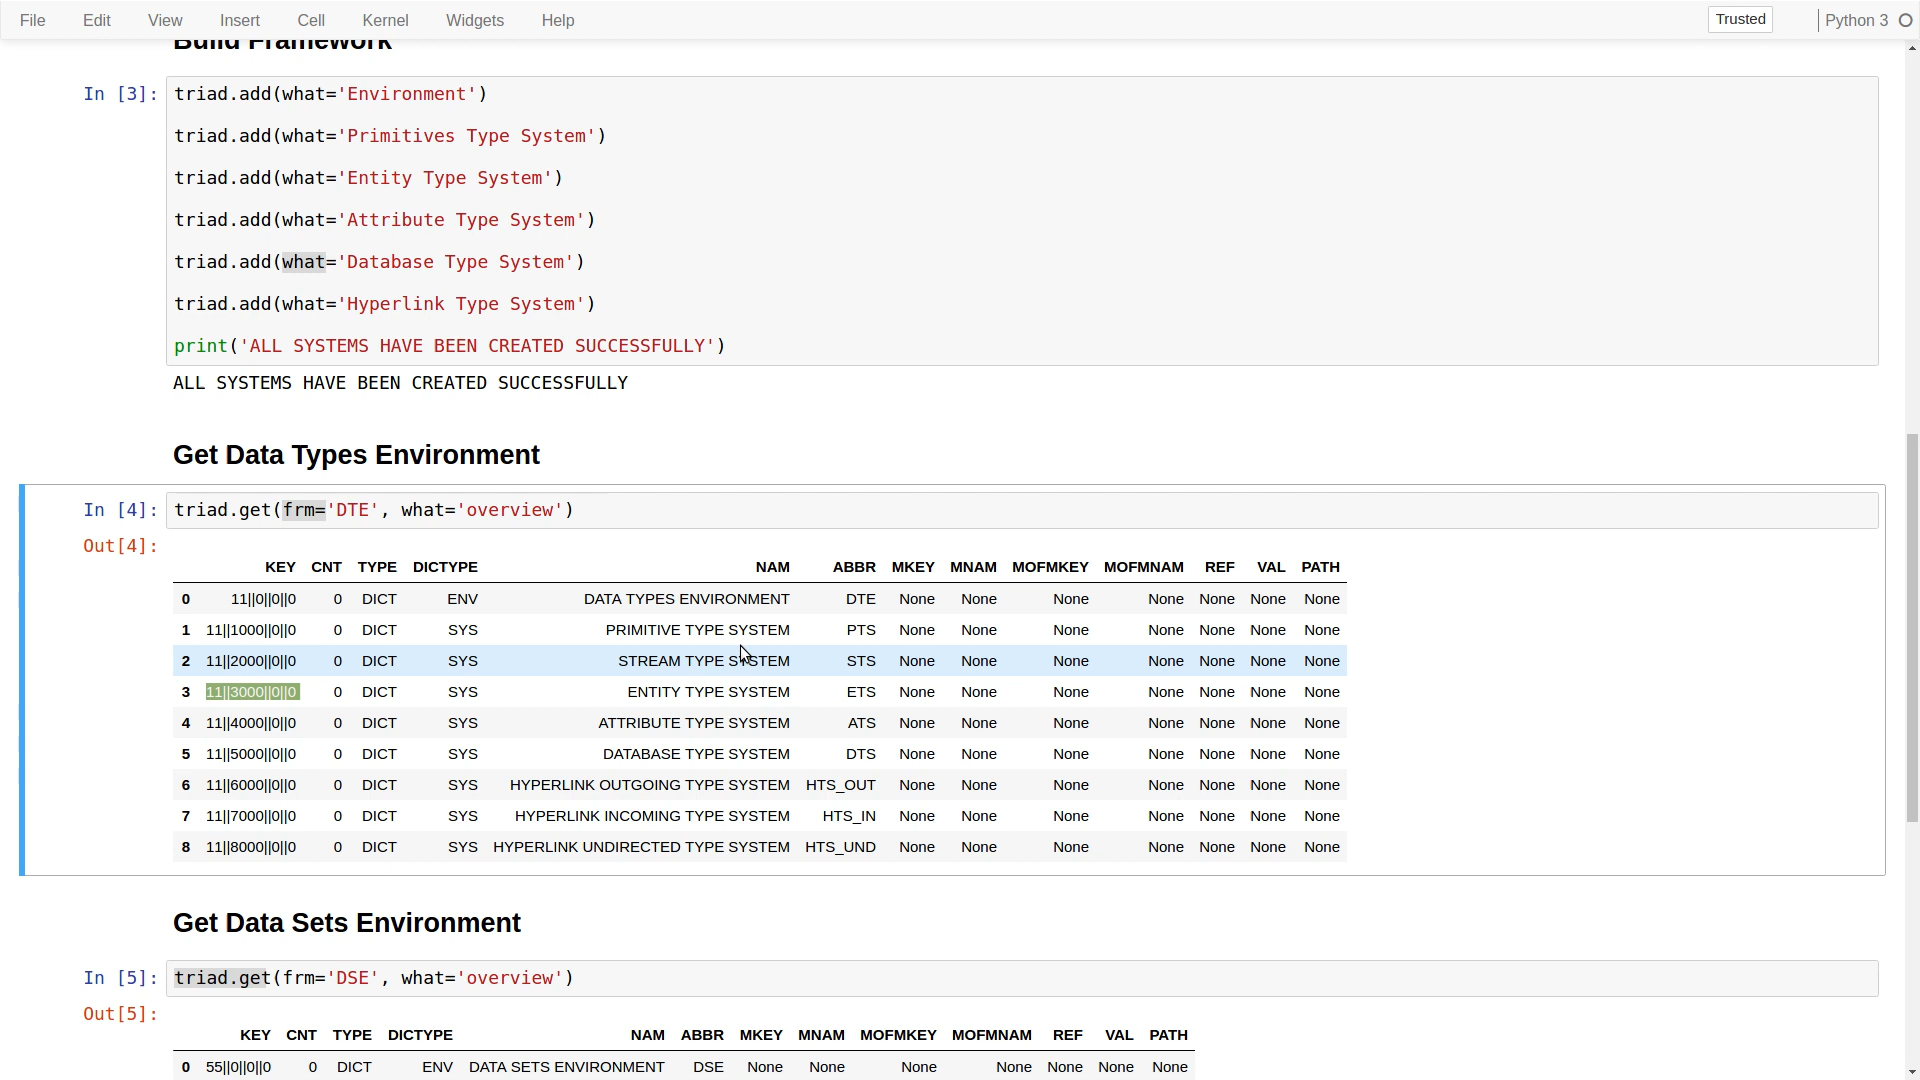 File Edit View Insert Cell Kernel Widgets Help Trusted Python 3
Build Framework
In [3]: triad.add(what='Environment')
triad.add(what='Primitives Type System')
triad.add(what='Entity Type System')
triad.add(what='Attribute Type System')
triad.add(what='Database Type System')
triad.add(what='Hyperlink Type System')
print('ALL SYSTEMS HAVE BEEN CREATED SUCCESSFULLY')
ALL SYSTEMS HAVE BEEN CREATED SUCCESSFULLY
Get Data Types Environment
In [4]: triad.get(frm='DTE', what='overview')
Out[4]:
KEY CNT TYPE DICTYPE NAM ABBR MKEY MNAM MOFMKEY MOFMNAM REF VAL PATH
0 11||0||0||0 0 DICT ENV DATA TYPES ENVIRONMENT DTE None None None None None None None
1 11||1000||0||0 0 DICT SYS PRIMITIVE TYPE SYSTEM PTS None None None None None None None
2 11||2000||0||0 0 DICT SYS STREAM TYPE SYSTEM STS None None None None None None None
3 11||3000||0||0 0 DICT SYS ENTITY TYPE SYSTEM ETS None None None None None None None
4 11||4000||0||0 0 DICT SYS ATTRIBUTE TYPE SYSTEM ATS None None None None None None None
5 11||5000||0||0 0 DICT SYS DATABASE TYPE SYSTEM DTS None None None None None None None
6 11||6000||0||0 0 DICT SYS HYPERLINK OUTGOING TYPE SYSTEM HTS_OUT None None None None None None None
7 11||7000||0||0 0 DICT SYS HYPERLINK INCOMING TYPE SYSTEM HTS_IN None None None None None None None
8 11||8000||0||0 0 DICT SYS HYPERLINK UNDIRECTED TYPE SYSTEM HTS_UND None None None None None None None
Get Data Sets Environment
In [5]: triad.get(frm='DSE', what='overview')
Out[5]:
KEY CNT TYPE DICTYPE NAM ABBR MKEY MNAM MOFMKEY MOFMNAM REF VAL PATH
0 55||0||0||0 0 DICT ENV DATA SETS ENVIRONMENT DSE None None None None None None None